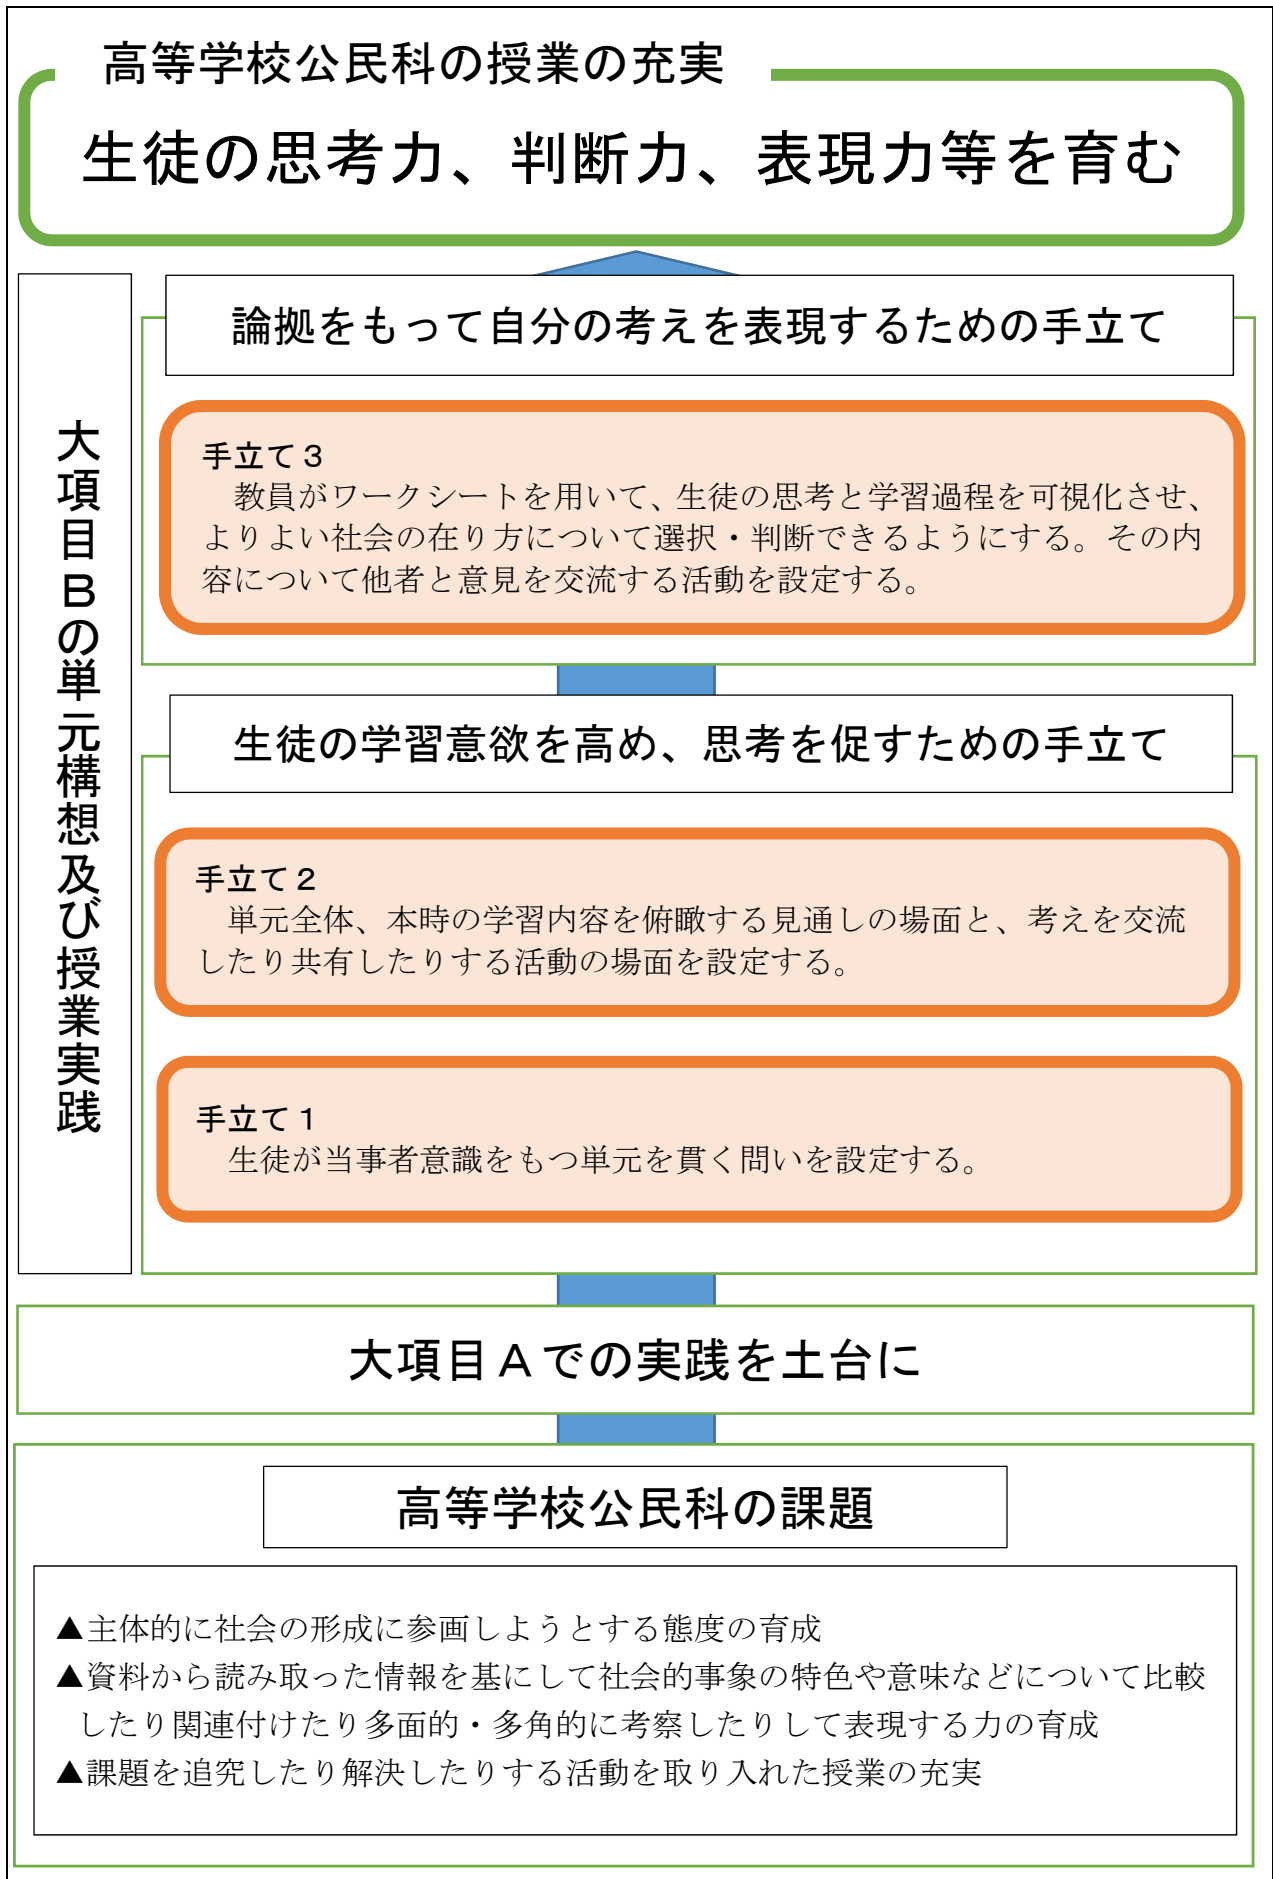 高等学校公民科の授業の充実
生徒の思考力、判断力、表現力等を育む
大項目Bの単元構想及び授業実践
論拠をもって自分の考えを表現するための手立て
手立て3
教員がワークシートを用いて、生徒の思考と学習過程を可視化させ、
よりよい社会の在り方について選択・判断できるようにする。その内
容について他者と意見を交流する活動を設定する。
生徒の学習意欲を高め、思考を促すための手立て
手立て2
単元全体、本時の学習内容を俯瞰する見通しの場面と、考えを交流
したり共有したりする活動の場面を設定する。
手立て1
生徒が当事者意識をもつ単元を貫く問いを設定する。
大項目Aでの実践を土台に
高等学校公民科の課題
▲主体的に社会の形成に参画しようとする態度の育成
▲資料から読み取った情報を基にして社会的事象の特色や意味などについて比較
したり関連付けたり多面的・多角的に考察したりして表現する力の育成
▲課題を追究したり解決したりする活動を取り入れた授業の充実